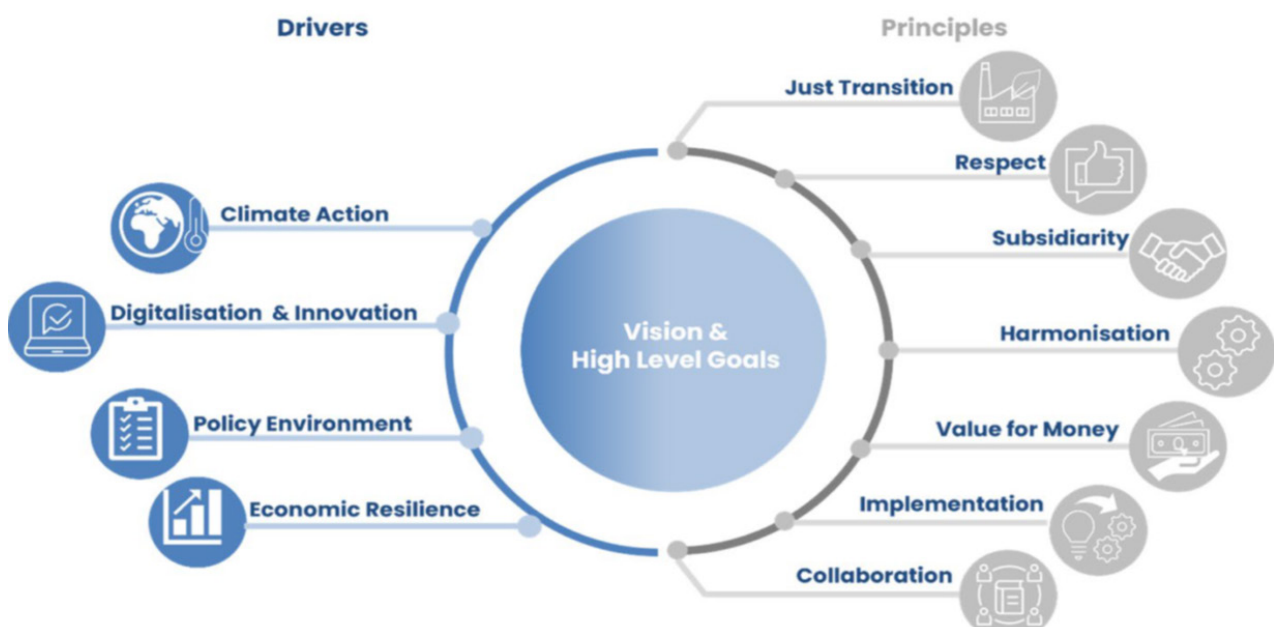 Drivers
Principles
Climate Action
Digitalisation & Innovation
Policy Environment
Economic Resilience
Vision &
High Level Goals
Just Transition
Respect
Subsidiarity
Harmonisation
Value for Money
Implementation
Collaboration